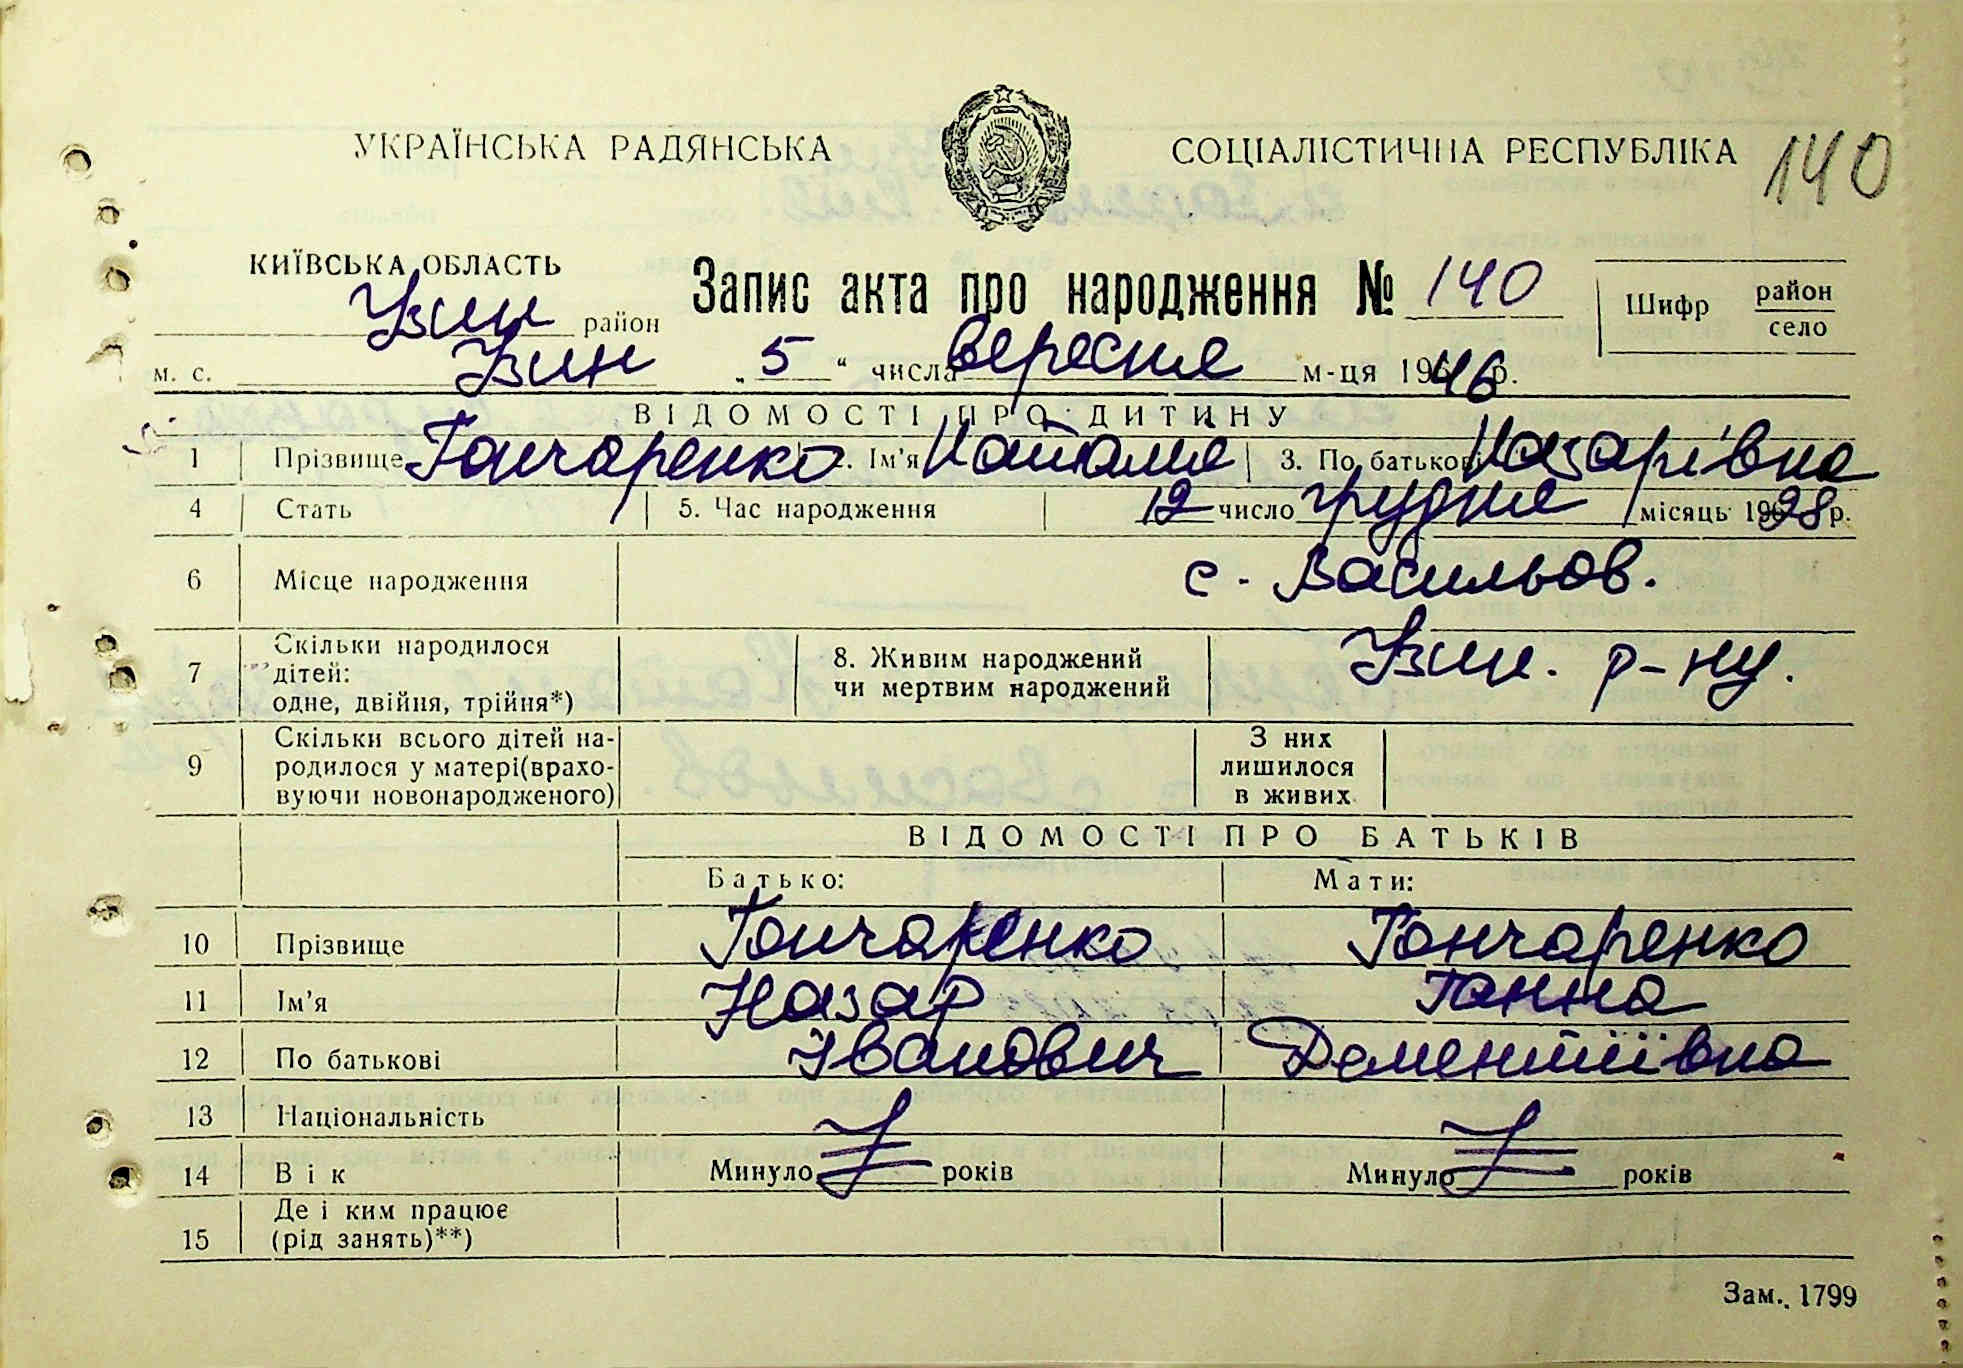 УКРАЇНСЬКА РАДЯНСЬКА СОЦІАЛІСТИЧНА РЕСПУБЛІКА 140
КИЇВСЬКА ОБЛАСТЬ
Узин район Запис акта про народження № 140 Шифр район село
м. с. Узин „5“ числа вересня м-ця 1946 р.
ВІДОМОСТІ ПРО ДИТИНУ
1 Прізвище Гончаренко 2. Ім'я Наталия 3. По батькові Назарівна
4 Стать 5. Час народження 12 число грудня місяць 1928 р.
6 Місце народження с. Васильов.
Узин. р-ну.
7 Скільки народилося дітей: одне, двійня, трійня*) 8. Живим народжений чи мертвим народжений
9 Скільки всього дітей народилося у матері(враховуючи новонародженого) З них лишилося в живих
ВІДОМОСТІ ПРО БАТЬКІВ
Батько: Мати:
10 Прізвище Гончаренко Гончаренко
11 Ім'я Назар Ганна
12 По батькові Іванович Дементіївна
13 Національність
14 Вік Минуло років Минуло років
15 Де і ким працює (рід занять)**)
Зам. 1799